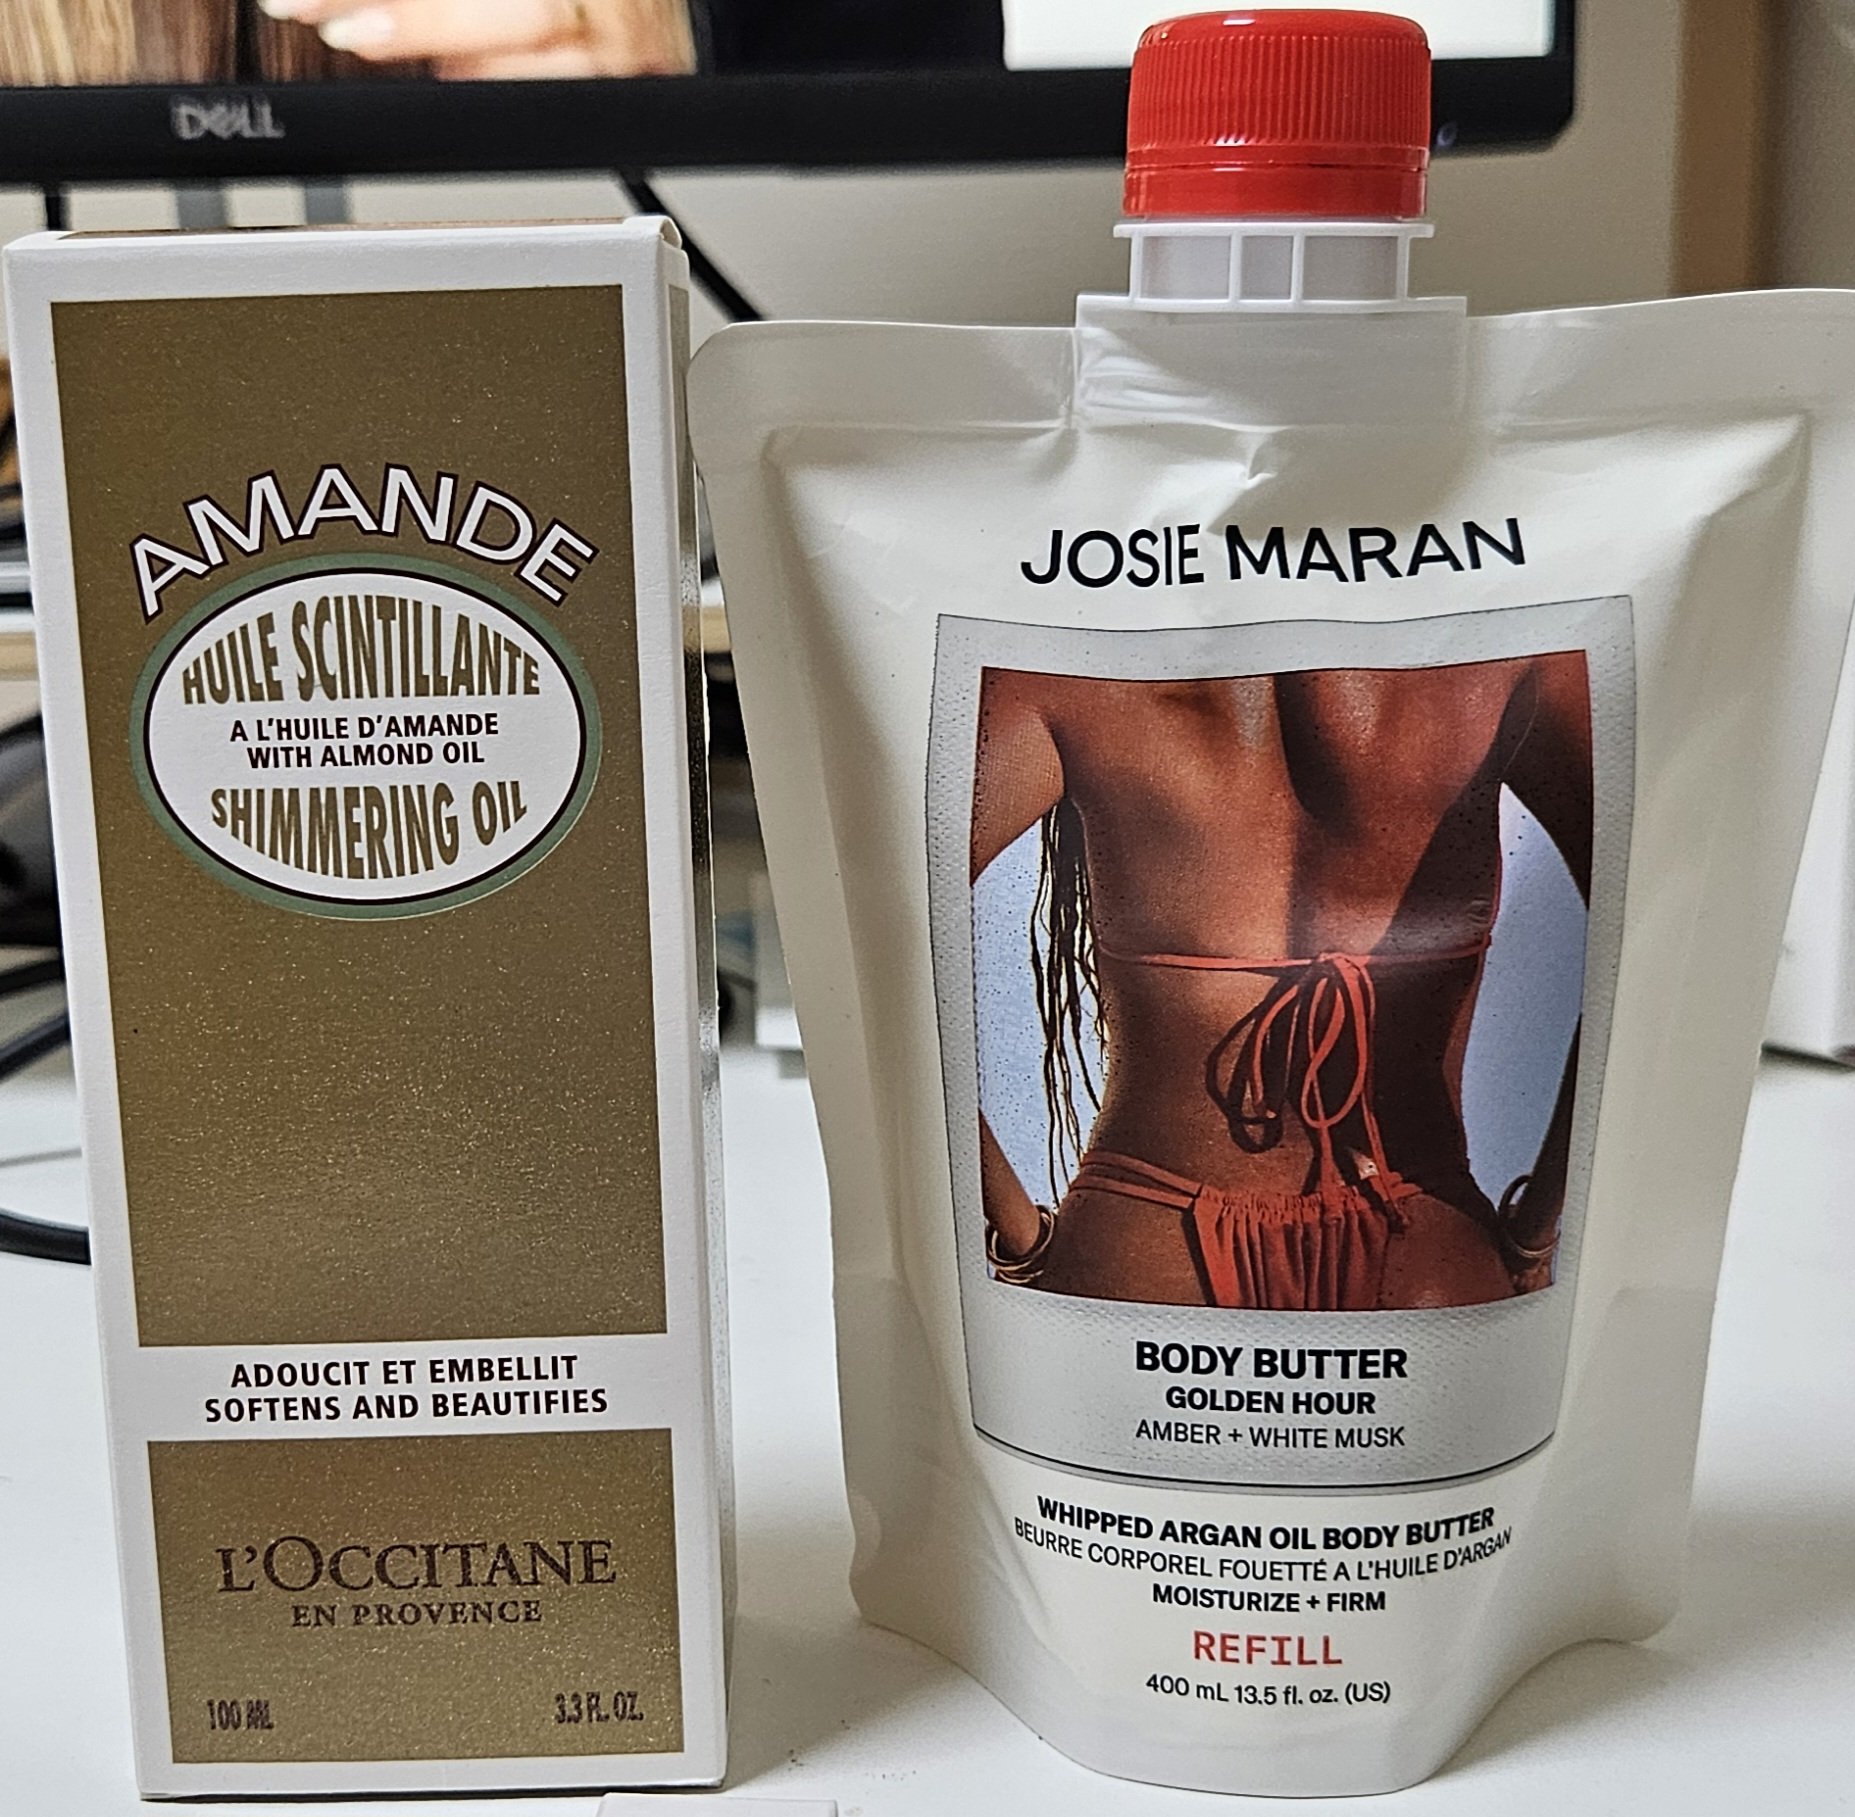 DELL
AMANDE
HUILE SCINTILLANTE
A L'HUILE D'AMANDE
WITH ALMOND OIL
SHIMMERING OIL
ADOUCIT ET EMBELLIT
SOFTENS AND BEAUTIFIES
L'OCCITANE
EN PROVENCE
100 ML 3.3 FL. OZ.
JOSIE MARAN
BODY BUTTER
GOLDEN HOUR
AMBER + WHITE MUSK
WHIPPED ARGAN OIL BODY BUTTER
BEURRE CORPOREL FOUETTÉ A L'HUILE D'ARGAN
MOISTURIZE + FIRM
REFILL
400 mL 13.5 fl. oz. (US)